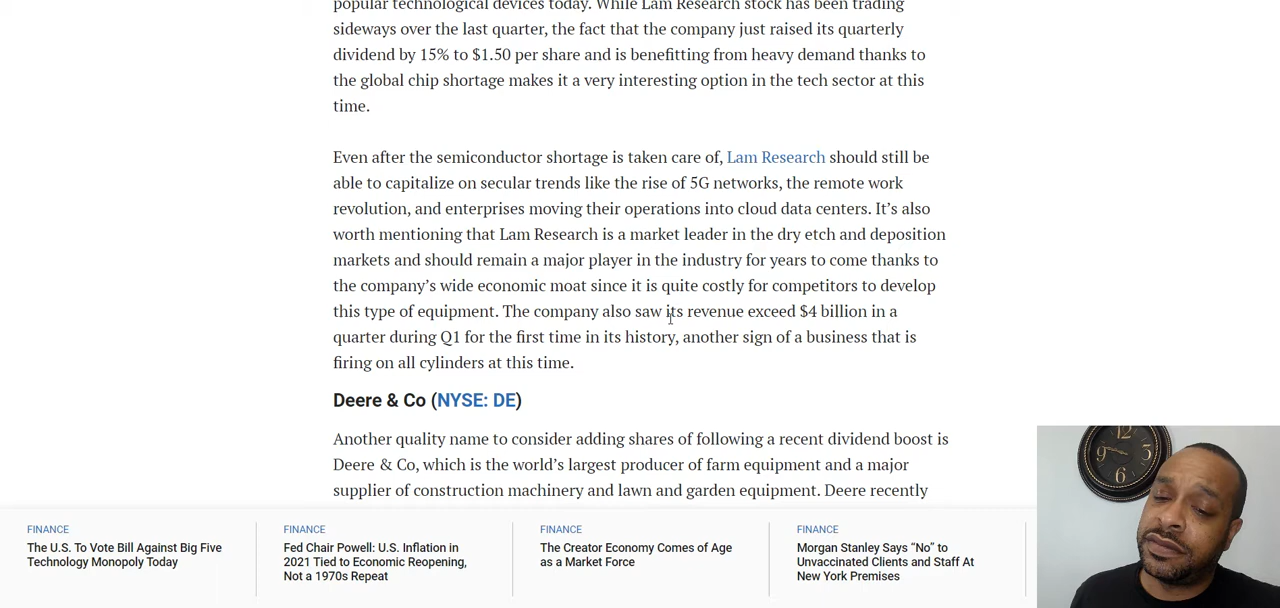 popular technological devices today. While Lam Research stock has been trading
sideways over the last quarter, the fact that the company just raised its quarterly
dividend by 15% to $1.50 per share and is benefitting from heavy demand thanks to
the global chip shortage makes it a very interesting option in the tech sector at this
time.
Even after the semiconductor shortage is taken care of, Lam Research should still be
able to capitalize on secular trends like the rise of 5G networks, the remote work
revolution, and enterprises moving their operations into cloud data centers. It’s also
worth mentioning that Lam Research is a market leader in the dry etch and deposition
markets and should remain a major player in the industry for years to come thanks to
the company’s wide economic moat since it is quite costly for competitors to develop
this type of equipment. The company also saw its revenue exceed $4 billion in a
quarter during Q1 for the first time in its history, another sign of a business that is
firing on all cylinders at this time.
Deere & Co (NYSE: DE)
Another quality name to consider adding shares of following a recent dividend boost is
Deere & Co, which is the world’s largest producer of farm equipment and a major
supplier of construction machinery and lawn and garden equipment. Deere recently
FINANCE
The U.S. To Vote Bill Against Big Five
Technology Monopoly Today
FINANCE
Fed Chair Powell: U.S. Inflation in
2021 Tied to Economic Reopening,
Not a 1970s Repeat
FINANCE
The Creator Economy Comes of Age
as a Market Force
FINANCE
Morgan Stanley Says “No” to
Unvaccinated Clients and Staff At
New York Premises
12
9
3
6